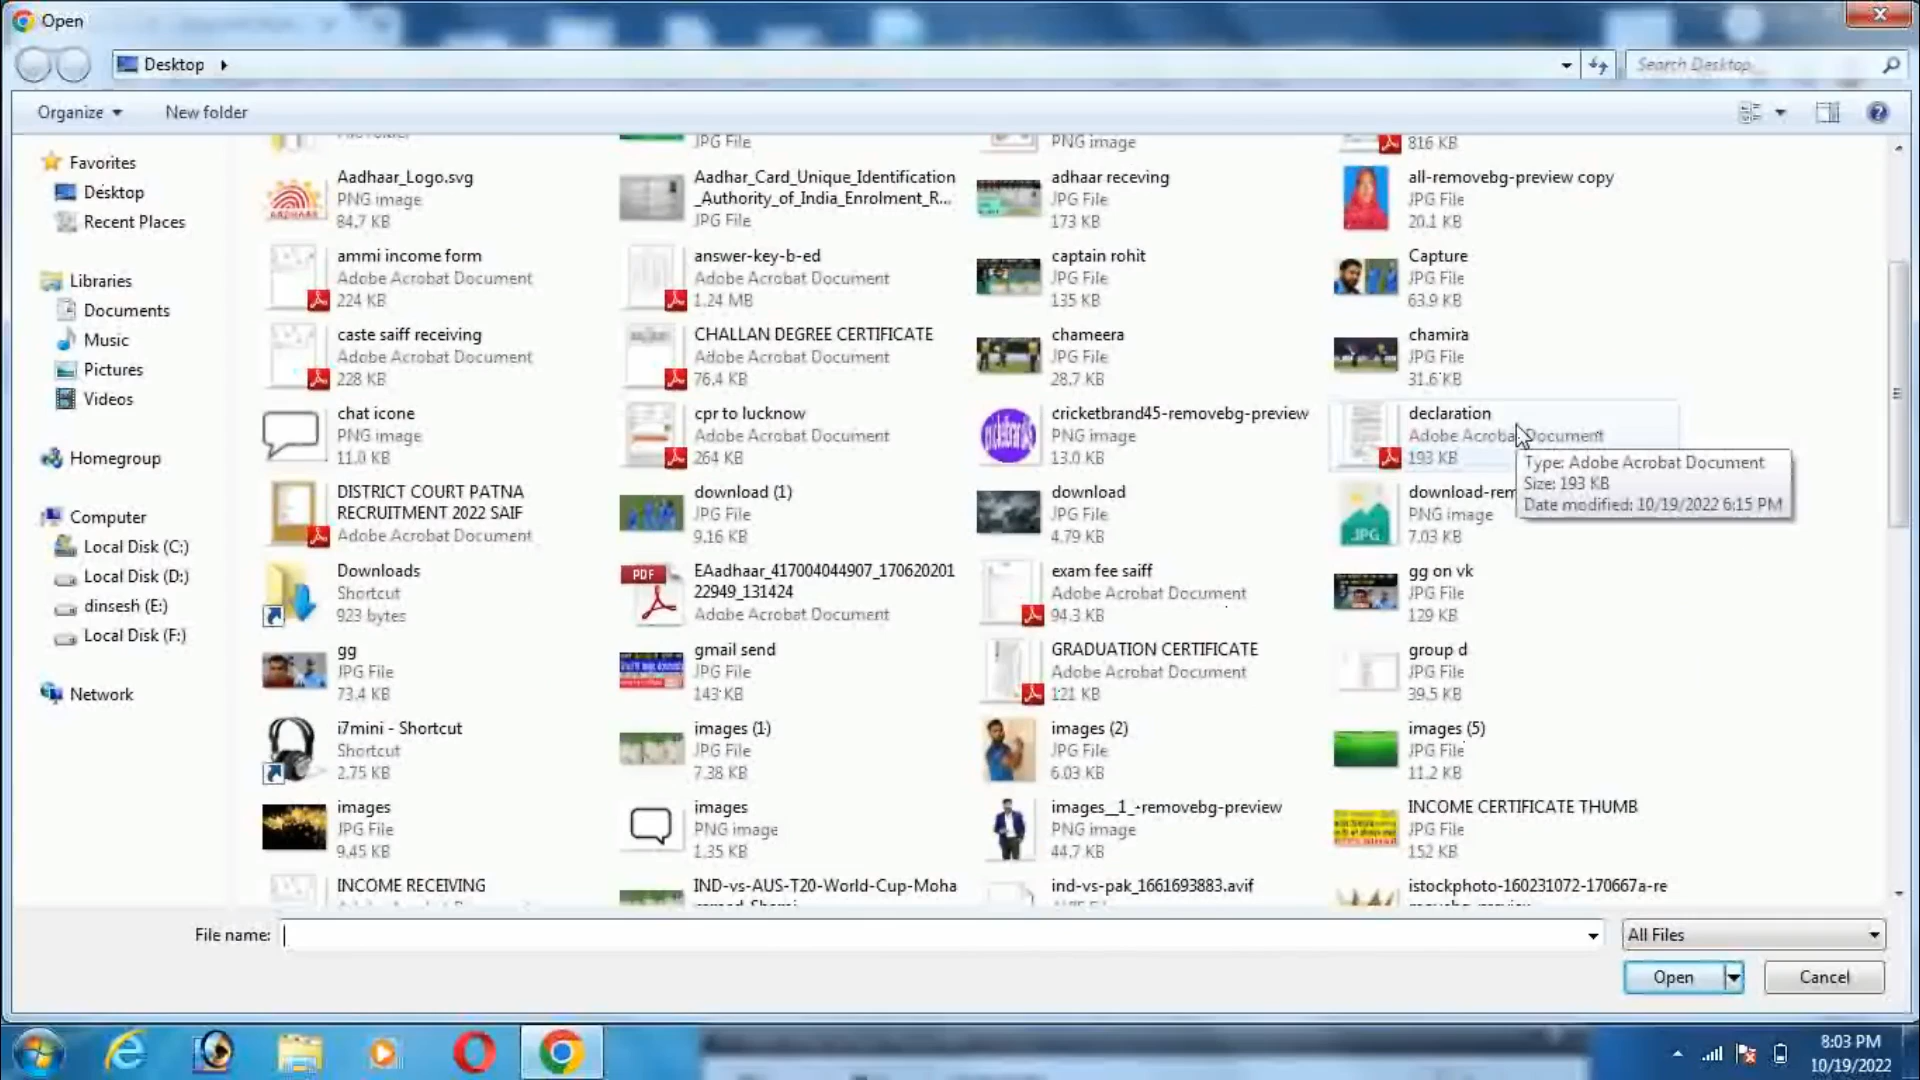 Open
Desktop
Search Desktop
Organize
New folder
Favorites
Desktop
Recent Places
Libraries
Documents
Music
Pictures
Videos
Homegroup
Computer
Local Disk (C:)
Local Disk (D:)
dinsesh (E:)
Local Disk (F:)
Network
JPG File
PNG image
816 KB
Aadhaar_Logo.svg
PNG image
84.7 KB
Aadhar_Card_Unique_Identification
_Authority_of_India_Enrolment_R...
JPG File
adhaar receving
JPG File
173 KB
all-removebg-preview copy
JPG File
20.1 KB
ammi income form
Adobe Acrobat Document
224 KB
answer-key-b-ed
Adobe Acrobat Document
1.24 MB
captain rohit
JPG File
135 KB
Capture
JPG File
63.9 KB
caste saiff receiving
Adobe Acrobat Document
228 KB
CHALLAN DEGREE CERTIFICATE
Adobe Acrobat Document
76.4 KB
chameera
JPG File
28.7 KB
chamira
JPG File
31.6 KB
chat icone
PNG image
11.0 KB
cpr to lucknow
Adobe Acrobat Document
264 KB
cricketbrand45-removebg-preview
PNG image
13.0 KB
declaration
Adobe Acrobat Document
193 KB
Type: Adobe Acrobat Document
Size: 193 KB
Date modified: 10/19/2022 6:15 PM
DISTRICT COURT PATNA
RECRUITMENT 2022 SAIF
Adobe Acrobat Document
download (1)
JPG File
9.16 KB
download
JPG File
4.79 KB
download-rem
PNG image
7.03 KB
JPG
Downloads
Shortcut
923 bytes
PDF
EAadhaar_417004044907_170620201
22949_131424
Adobe Acrobat Document
exam fee saiff
Adobe Acrobat Document
94.3 KB
gg on vk
JPG File
129 KB
gg
JPG File
73.4 KB
gmail send
JPG File
143 KB
GRADUATION CERTIFICATE
Adobe Acrobat Document
121 KB
group d
JPG File
39.5 KB
i7mini - Shortcut
Shortcut
2.75 KB
images (1)
JPG File
7.38 KB
images (2)
JPG File
6.03 KB
images (5)
JPG File
11.2 KB
images
JPG File
9.45 KB
images
PNG image
1.35 KB
images__1_-removebg-preview
PNG image
44.7 KB
INCOME CERTIFICATE THUMB
JPG File
152 KB
INCOME RECEIVING
IND-vs-AUS-T20-World-Cup-Moha
ind-vs-pak_1661693883.avif
istockphoto-160231072-170667a-re
File name:
All Files
Open
Cancel
8:03 PM
10/19/2022